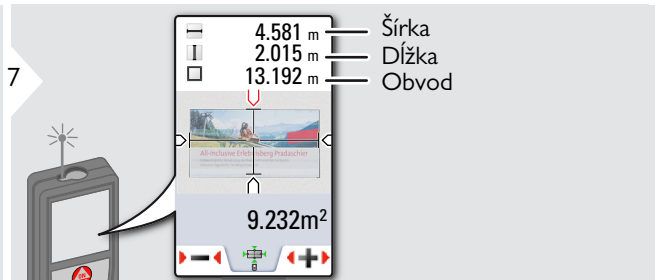 4.581 m Šírka
2.015 m Dĺžka
13.192 m Obvod
7
All-inclusive Erlebnisberg Pradaschier
9.232m²